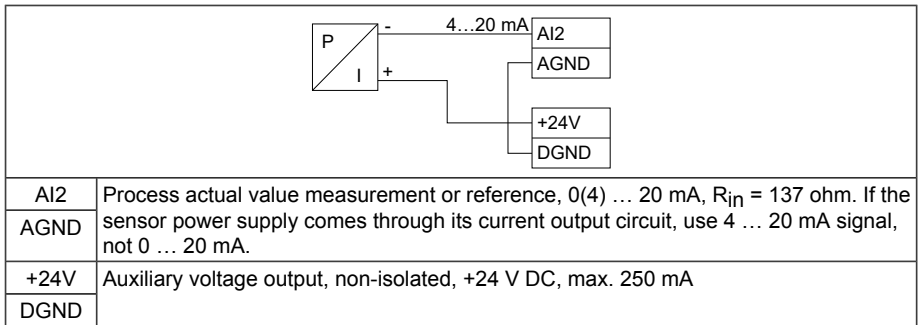 P
I
-
+
4…20 mA
AI2
AGND
+24V
DGND
AI2
AGND
Process actual value measurement or reference, 0(4) … 20 mA, Rin = 137 ohm. If the
sensor power supply comes through its current output circuit, use 4 … 20 mA signal,
not 0 … 20 mA.
+24V
DGND
Auxiliary voltage output, non-isolated, +24 V DC, max. 250 mA